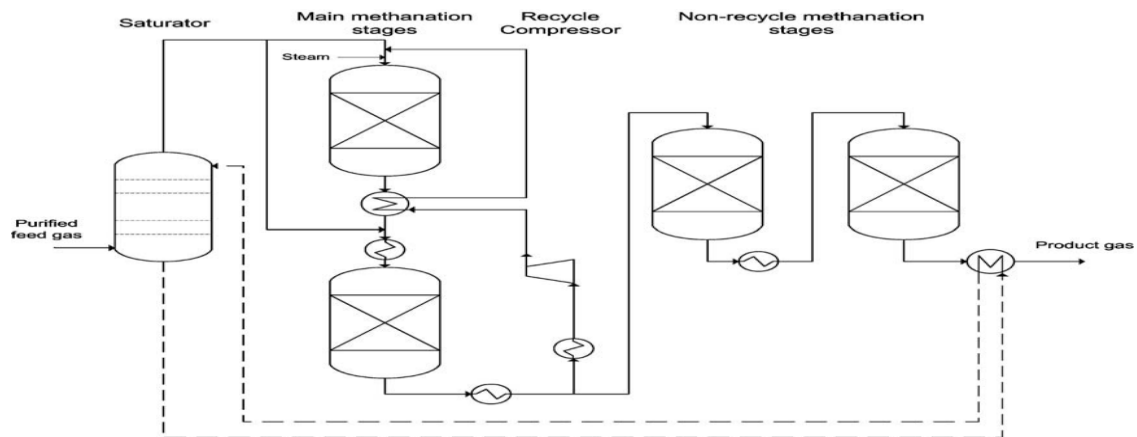 Saturator
Main methanation
stages
Recycle
Compressor
Non-recycle methanation
stages
Steam
Purified
feed gas
Product gas